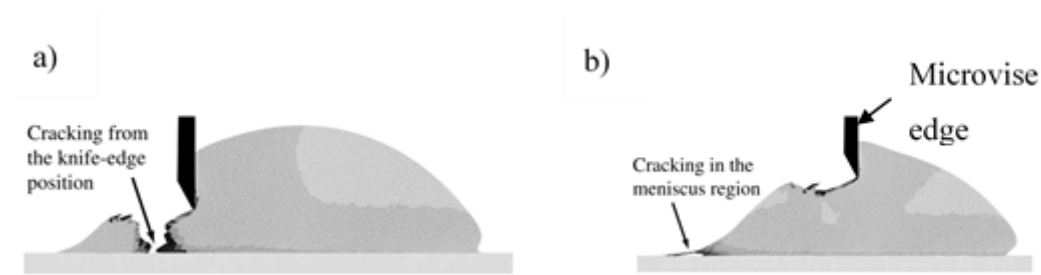 a)
Cracking from
the knife-edge
position
b)
Microvise
edge
Cracking in the
meniscus region